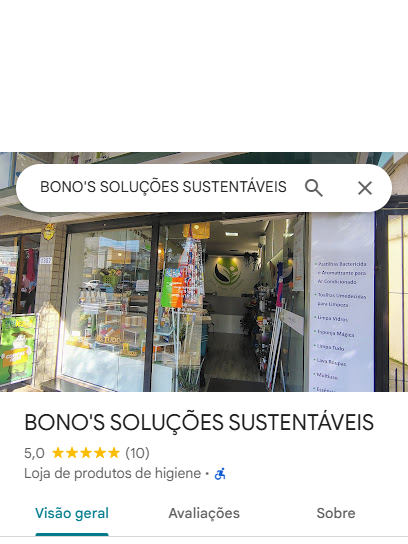 BONO'S SOLUÇÕES SUSTENTÁVEIS
• Pastilhas Bactericida
e Aromatizante para
Ar Condicionado
• Toalhas Umedecidas
para Limpeza
• Limpa Vidros
• Esponja Mágica
• Limpa Tudo
• Lava Roupas
• Multiuso
BONO'S SOLUÇÕES SUSTENTÁVEIS
5,0 ★★★★★ (10)
Loja de produtos de higiene •
Visão geral
Avaliações
Sobre